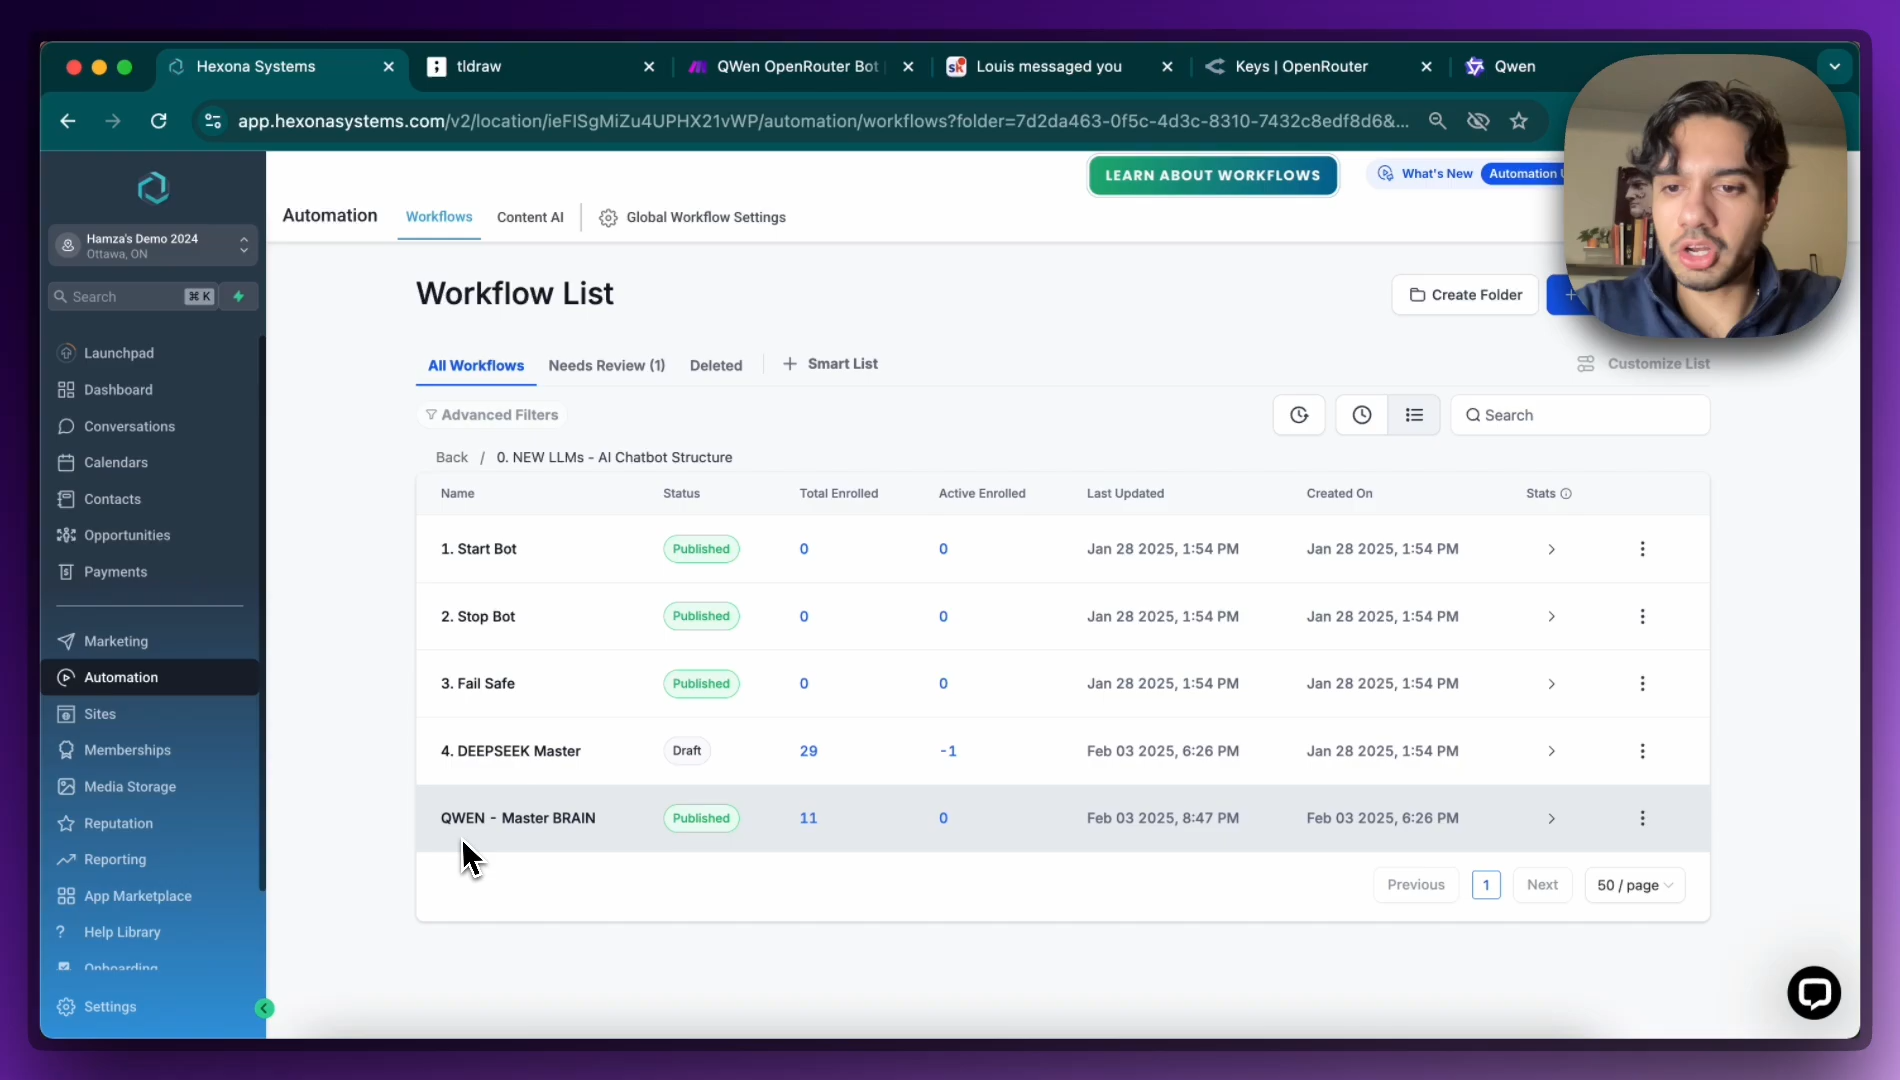 Hexona Systems
tldraw
QWen OpenRouter Bot
Louis messaged you
Keys | OpenRouter
Qwen
app.hexonasystems.com/v2/location/ieFISgMiZu4UPHX21vWP/automation/workflows?folder=7d2da463-0f5c-4d3c-8310-7432c8edf8d6&...
LEARN ABOUT WORKFLOWS
What's New
Automation
Automation
Workflows
Content AI
Global Workflow Settings
Hamza's Demo 2024
Ottawa, ON
Search
⌘ K
Launchpad
Dashboard
Conversations
Calendars
Contacts
Opportunities
Payments
Marketing
Automation
Sites
Memberships
Media Storage
Reputation
Reporting
App Marketplace
Help Library
Onboarding
Settings
Workflow List
Create Folder
All Workflows
Needs Review (1)
Deleted
+ Smart List
Customize List
Advanced Filters
Search
Back / 0. NEW LLMs - AI Chatbot Structure
Name Status Total Enrolled Active Enrolled Last Updated Created On Stats
1. Start Bot Published 0 0 Jan 28 2025, 1:54 PM Jan 28 2025, 1:54 PM
2. Stop Bot Published 0 0 Jan 28 2025, 1:54 PM Jan 28 2025, 1:54 PM
3. Fail Safe Published 0 0 Jan 28 2025, 1:54 PM Jan 28 2025, 1:54 PM
4. DEEPSEEK Master Draft 29 -1 Feb 03 2025, 6:26 PM Jan 28 2025, 1:54 PM
QWEN - Master BRAIN Published 11 0 Feb 03 2025, 8:47 PM Feb 03 2025, 6:26 PM
Previous 1 Next 50 / page